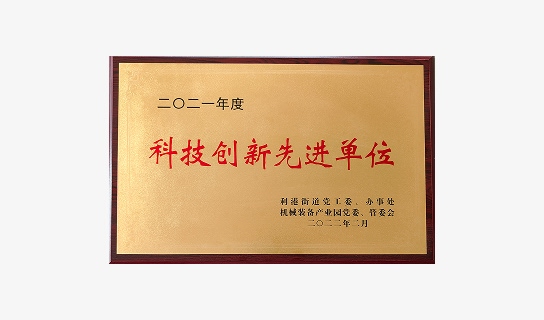 二〇二一年度
科技创新先进单位
利港街道党工委、办事处
机械装备产业园党委、管委会
二〇二二年二月